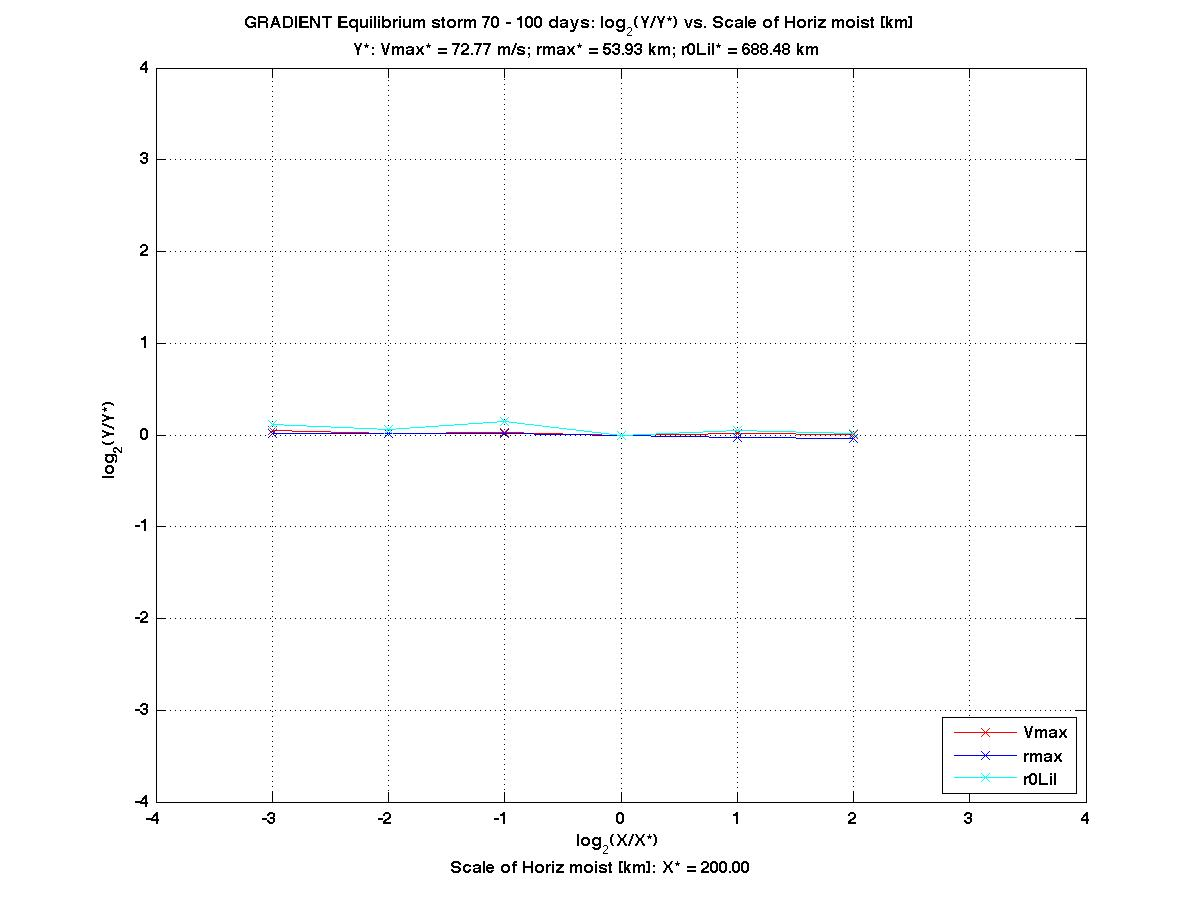 GRADIENT Equilibrium storm 70 - 100 days: log2(Y/Y*) vs. Scale of Horiz moist [km]
Y*: Vmax* = 72.77 m/s; rmax* = 53.93 km; r0Lil* = 688.48 km
4
3
2
1
0
-1
-2
-3
-4
log2(Y/Y*)
Vmax
rmax
r0Lil
-4 -3 -2 -1 0 1 2 3 4
log2(X/X*)
Scale of Horiz moist [km]: X* = 200.00